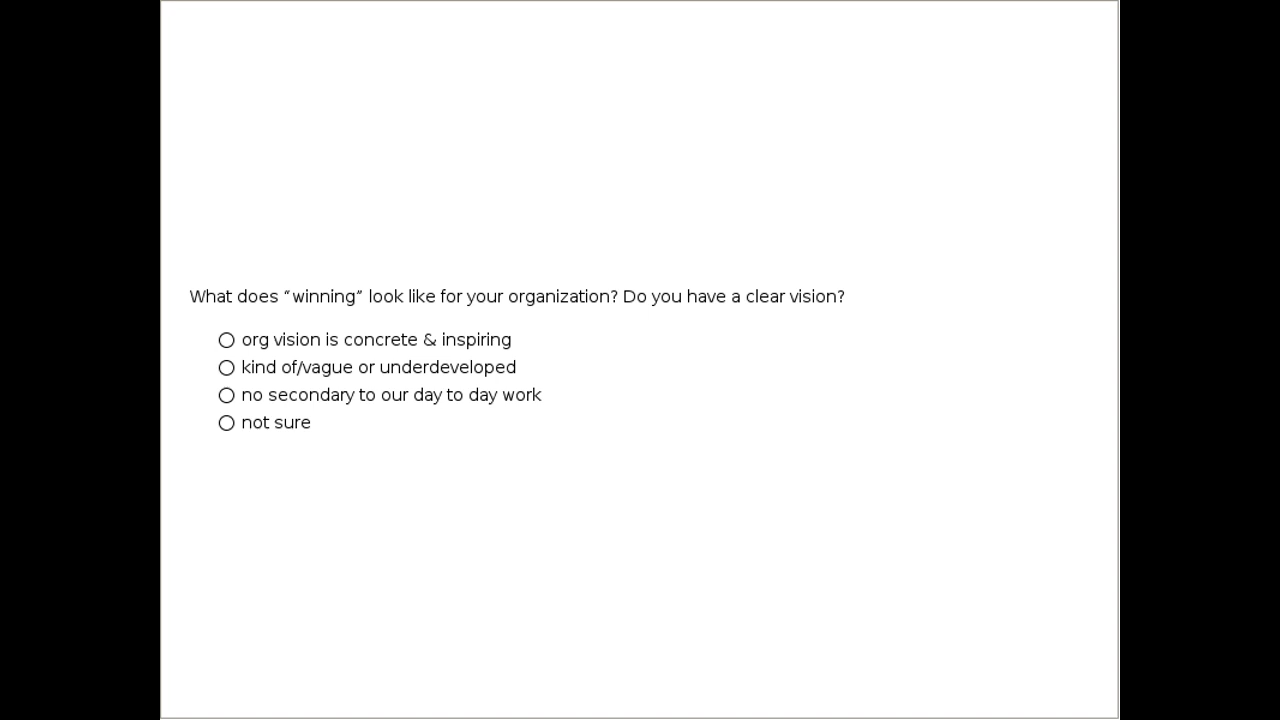 What does “winning” look like for your organization? Do you have a clear vision?
org vision is concrete & inspiring
kind of/vague or underdeveloped
no secondary to our day to day work
not sure